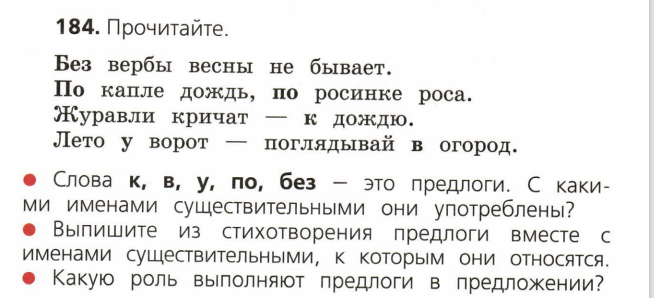 184. Прочитайте.
Без вербы весны не бывает.
По капле дождь, по росинке роса.
Журавли кричат — к дождю.
Лето у ворот — поглядывай в огород.
● Слова к, в, у, по, без — это предлоги. С каки-
ми именами существительными они употреблены?
● Выпишите из стихотворения предлоги вместе с
именами существительными, к которым они относятся.
● Какую роль выполняют предлоги в предложении?